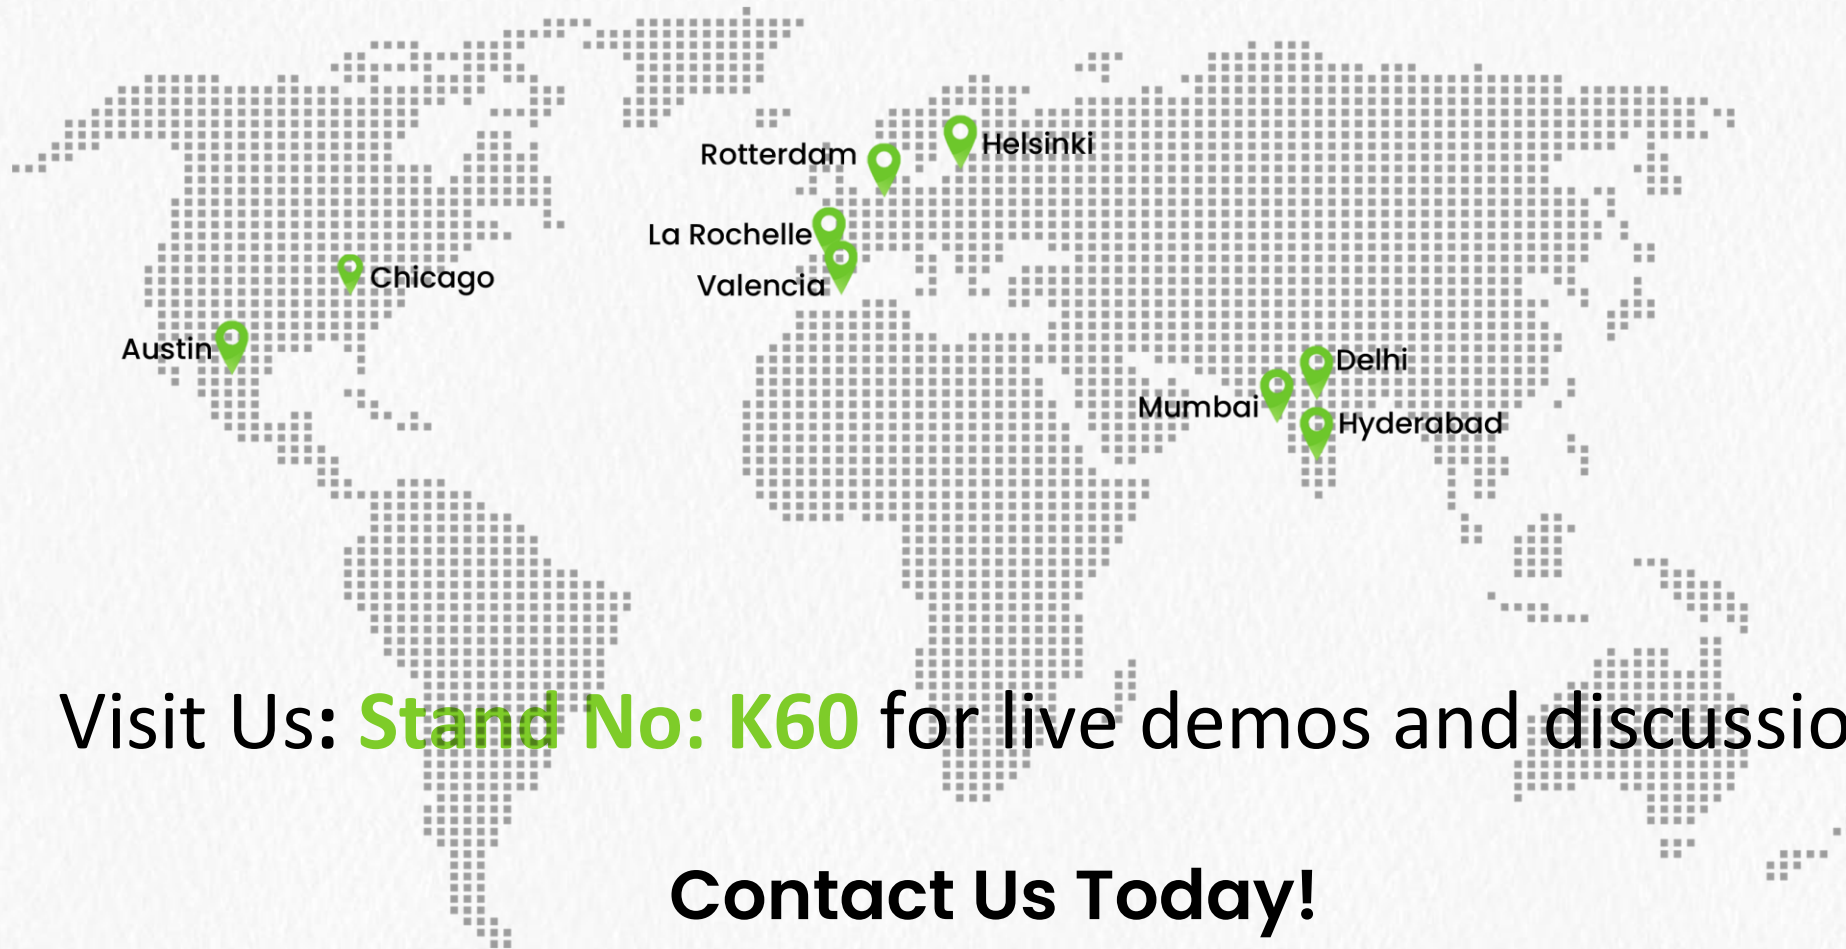 Helsinki
Rotterdam
La Rochelle
Chicago
Valencia
Austin
Delhi
Mumbai
Hyderabad
Visit Us: Stand No: K60 for live demos and discussio
Contact Us Today!